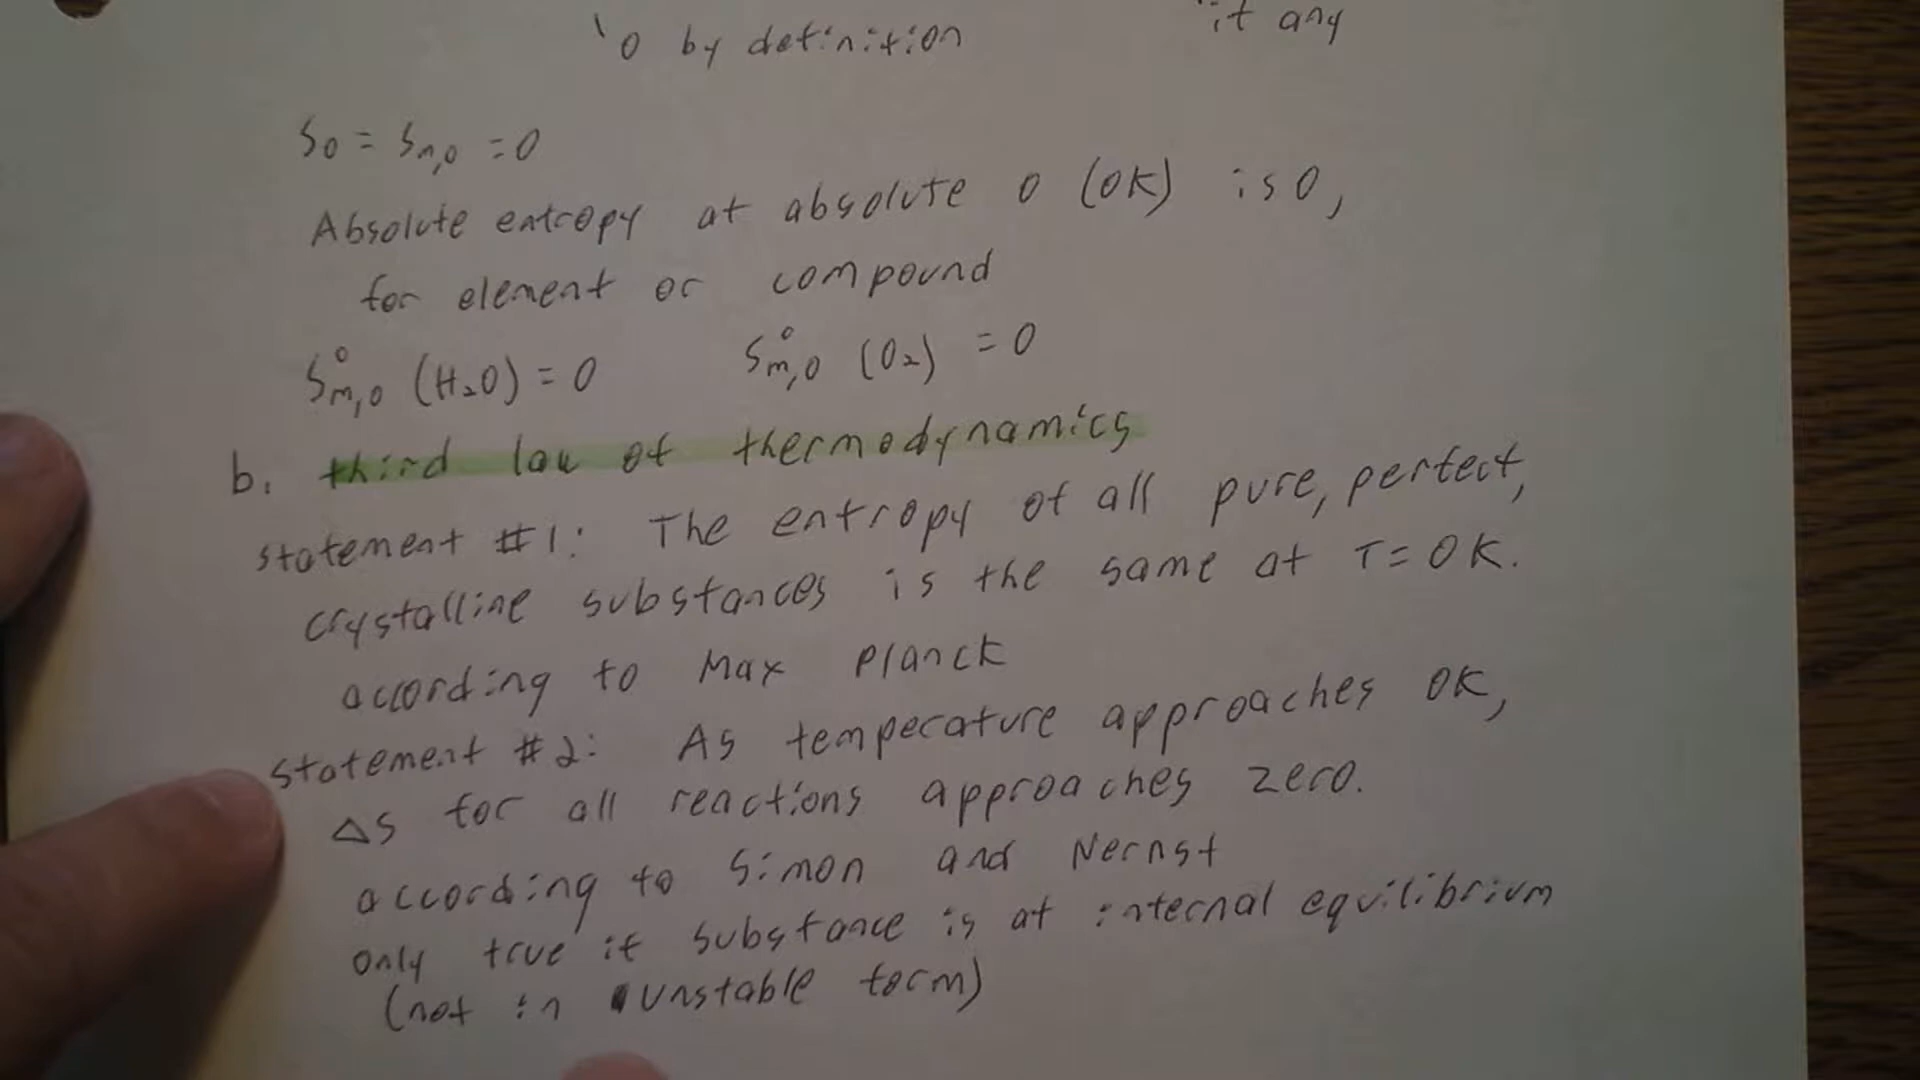 0 by definition if any
S₀ = Sₘ,₀ = 0
Absolute entropy at absolute 0 (0K) is 0,
for element or compound
S°ₘ,₀ (H₂O) = 0 S°ₘ,₀ (O₂) = 0
b. third law of thermodynamics
statement #1: The entropy of all pure, perfect,
crystalline substances is the same at T = 0 K.
according to Max Planck
statement #2: As temperature approaches 0K,
ΔS for all reactions approaches zero.
according to Simon and Nernst
only true if substance is at internal equilibrium
(not in unstable form)